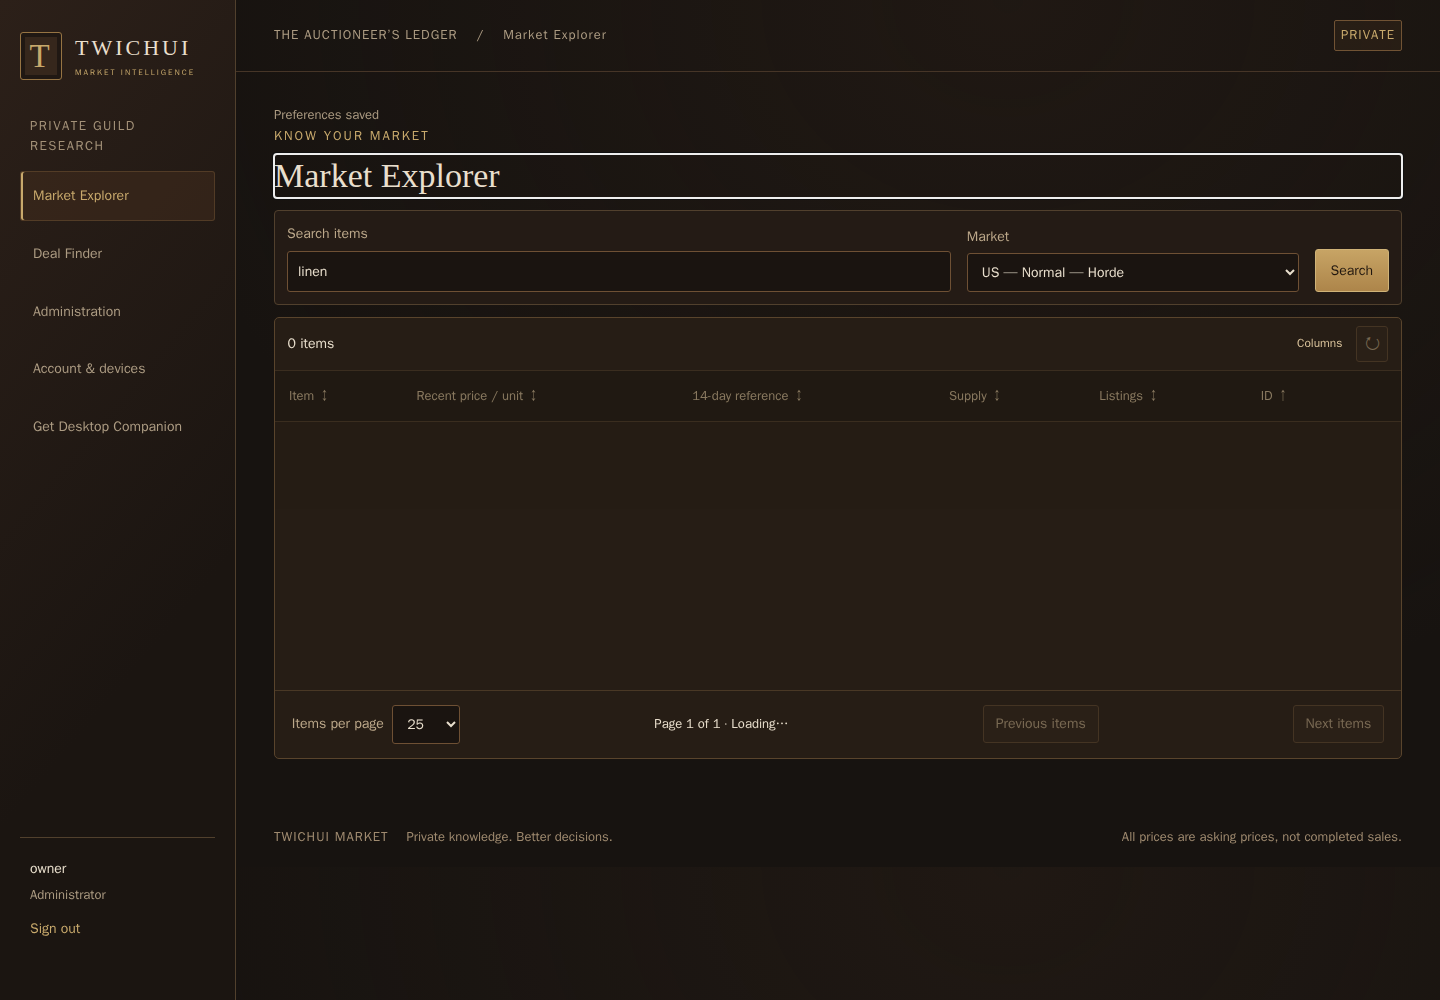 T
TWICHUI
MARKET INTELLIGENCE
PRIVATE GUILD
RESEARCH
Market Explorer
Deal Finder
Administration
Account & devices
Get Desktop Companion
owner
Administrator
Sign out
THE AUCTIONEER'S LEDGER / Market Explorer
PRIVATE
Preferences saved
KNOW YOUR MARKET
Market Explorer
Search items
Market
linen
US — Normal — Horde
Search
0 items
Columns
Item ↕ Recent price / unit ↕ 14-day reference ↕ Supply ↕ Listings ↕ ID ↑
Items per page 25 Page 1 of 1 · Loading… Previous items Next items
TWICHUI MARKET Private knowledge. Better decisions. All prices are asking prices, not completed sales.